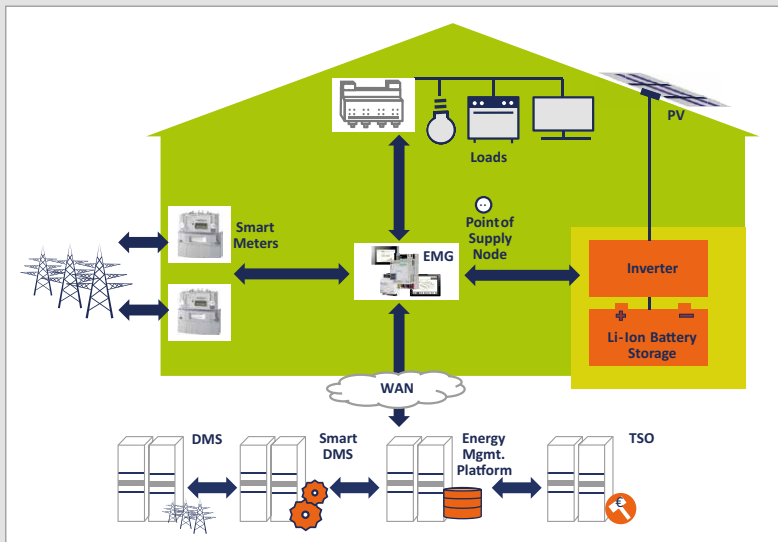 PV
Loads
Smart
Meters
Point of
Supply
Node
EMG
Inverter
+ −
Li-Ion Battery
Storage
WAN
DMS
Smart
DMS
Energy
Mgmt.
Platform
TSO
€